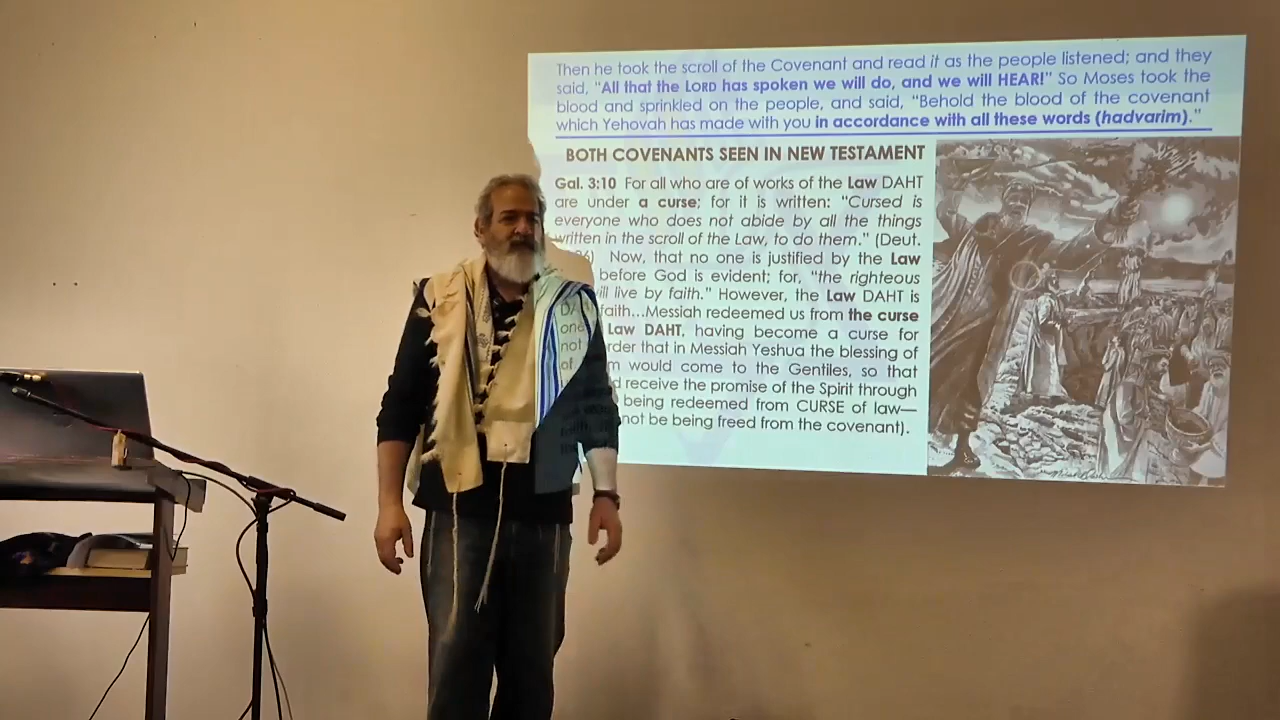 Then he took the scroll of the Covenant and read it as the people listened; and they
said, “All that the LORD has spoken we will do, and we will HEAR!” So Moses took the
blood and sprinkled on the people, and said, “Behold the blood of the covenant
which Yehovah has made with you in accordance with all these words (hadvarim).”
BOTH COVENANTS SEEN IN NEW TESTAMENT
Gal. 3:10 For all who are of works of the Law DAHT
are under a curse; for it is written: “Cursed is
everyone who does not abide by all the things
written in the scroll of the Law, to do them.” (Deut.
Now, that no one is justified by the Law
before God is evident; for, “the righteous
will live by faith.” However, the Law DAHT is
faith...Messiah redeemed us from the curse
one Law DAHT, having become a curse for
not order that in Messiah Yeshua the blessing of
of would come to the Gentiles, so that
receive the promise of the Spirit through
being redeemed from CURSE of law—
not be being freed from the covenant).